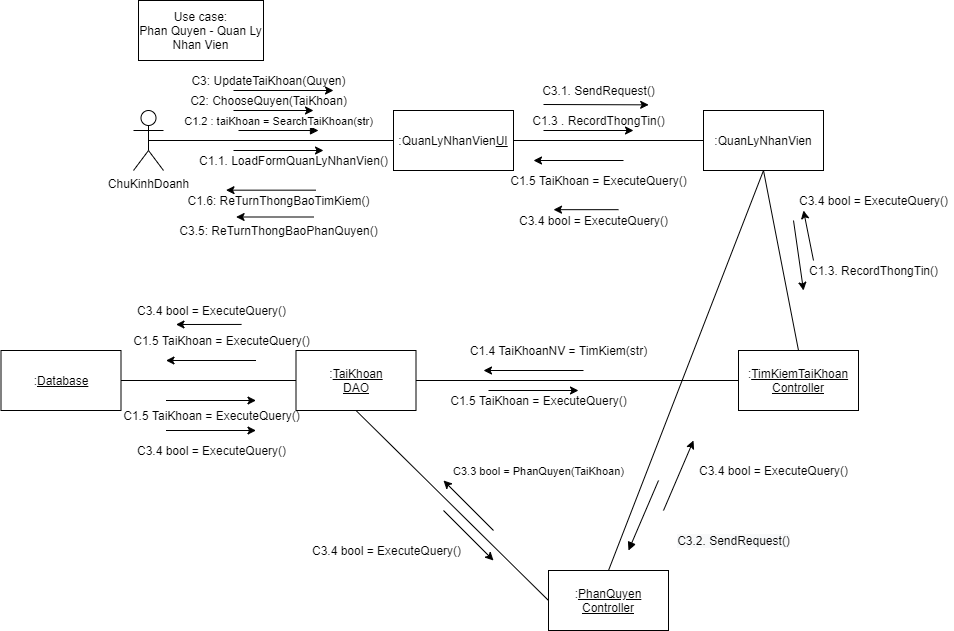 Use case:
Phan Quyen - Quan Ly
Nhan Vien
C3: UpdateTaiKhoan(Quyen)
C2: ChooseQuyen(TaiKhoan)
C1.2 : taiKhoan = SearchTaiKhoan(str)
C1.1. LoadFormQuanLyNhanVien()
ChuKinhDoanh
C1.6: ReTurnThongBaoTimKiem()
C3.5: ReTurnThongBaoPhanQuyen()
:QuanLyNhanVienUI
C3.1. SendRequest()
C1.3 . RecordThongTin()
C1.5 TaiKhoan = ExecuteQuery()
C3.4 bool = ExecuteQuery()
:QuanLyNhanVien
C3.4 bool = ExecuteQuery()
C1.3. RecordThongTin()
C3.4 bool = ExecuteQuery()
C1.5 TaiKhoan = ExecuteQuery()
:Database
C1.5 TaiKhoan = ExecuteQuery()
C3.4 bool = ExecuteQuery()
:TaiKhoan
DAO
C1.4 TaiKhoanNV = TimKiem(str)
C1.5 TaiKhoan = ExecuteQuery()
:TimKiemTaiKhoan
Controller
C3.3 bool = PhanQuyen(TaiKhoan)
C3.4 bool = ExecuteQuery()
C3.4 bool = ExecuteQuery()
C3.2. SendRequest()
:PhanQuyen
Controller